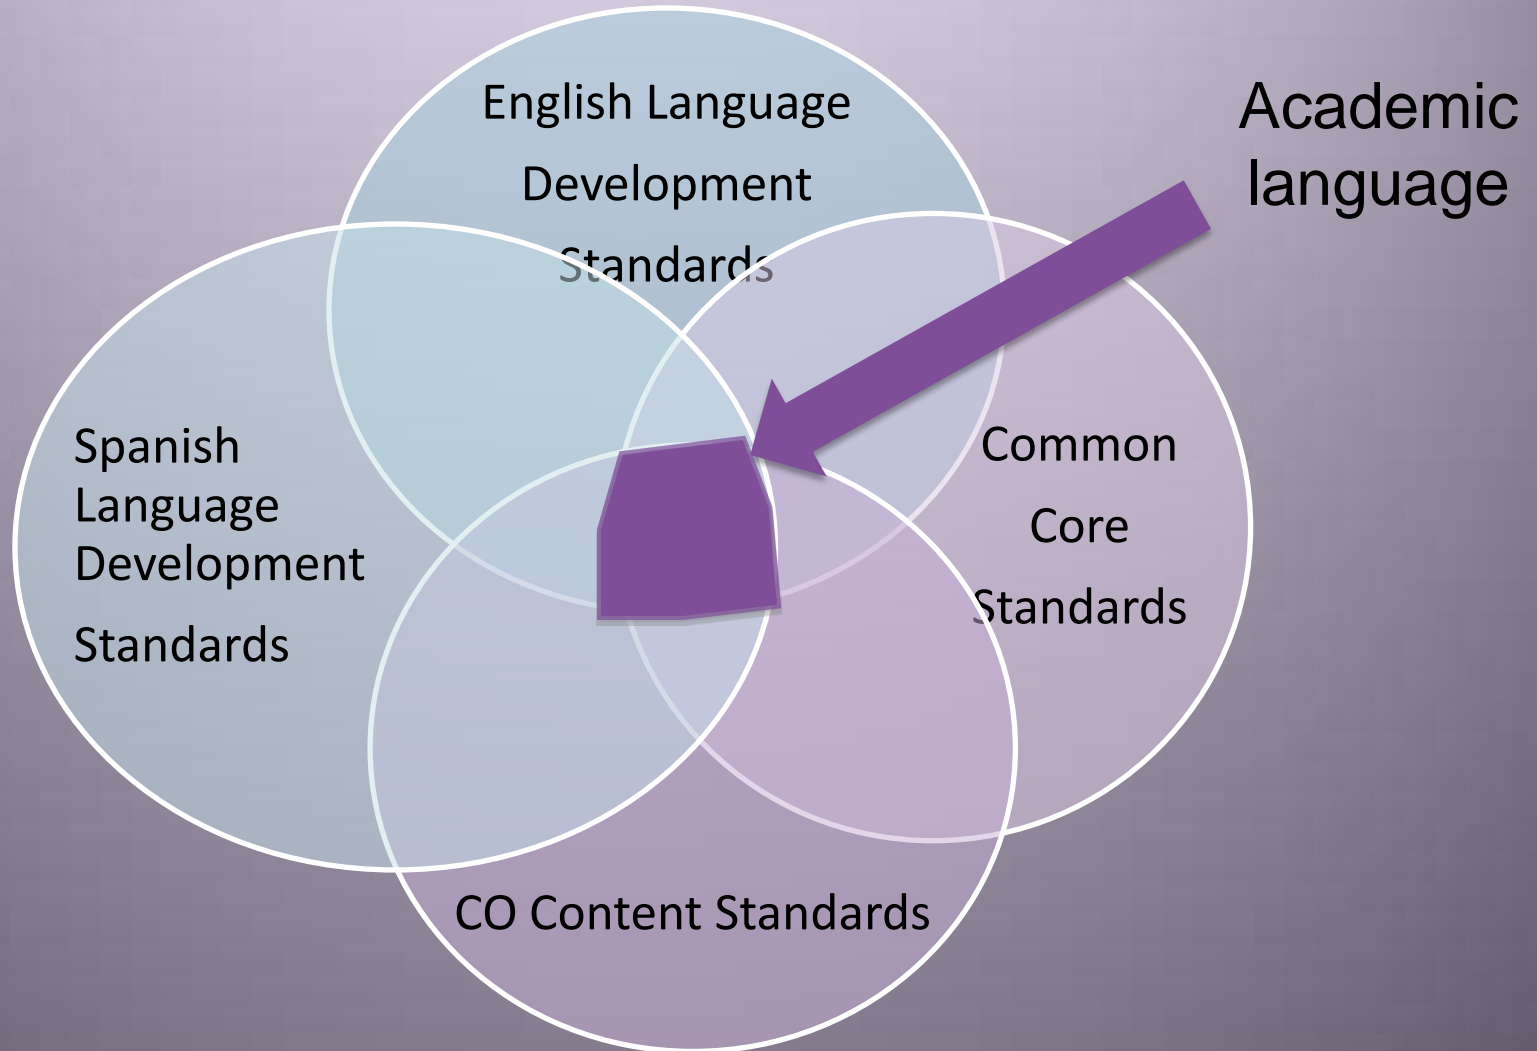 English Language
Development
Standards
Academic
language
Spanish
Language
Development
Standards
Common
Core
Standards
CO Content Standards